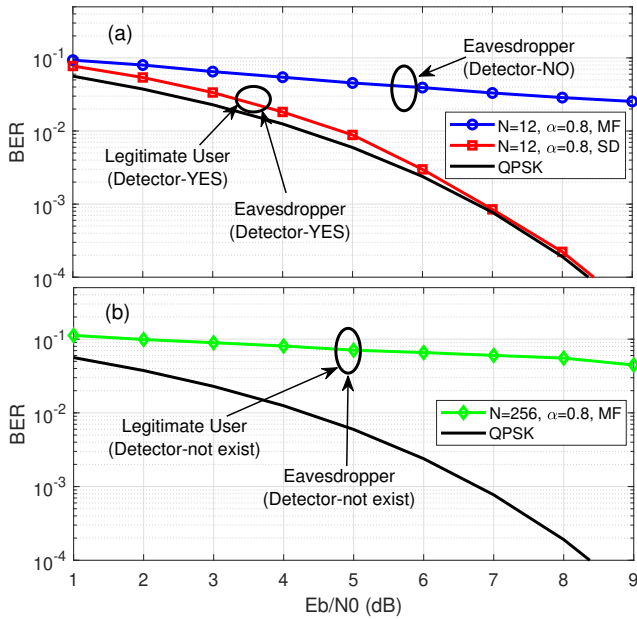 (a)
BER
10^-1
10^-2
10^-3
10^-4
Eavesdropper
(Detector-NO)
Legitimate User
(Detector-YES)
Eavesdropper
(Detector-YES)
N=12, α=0.8, MF
N=12, α=0.8, SD
QPSK
(b)
BER
10^0
10^-1
10^-2
10^-3
10^-4
Legitimate User
(Detector-not exist)
Eavesdropper
(Detector-not exist)
N=256, α=0.8, MF
QPSK
1 2 3 4 5 6 7 8 9
Eb/N0 (dB)